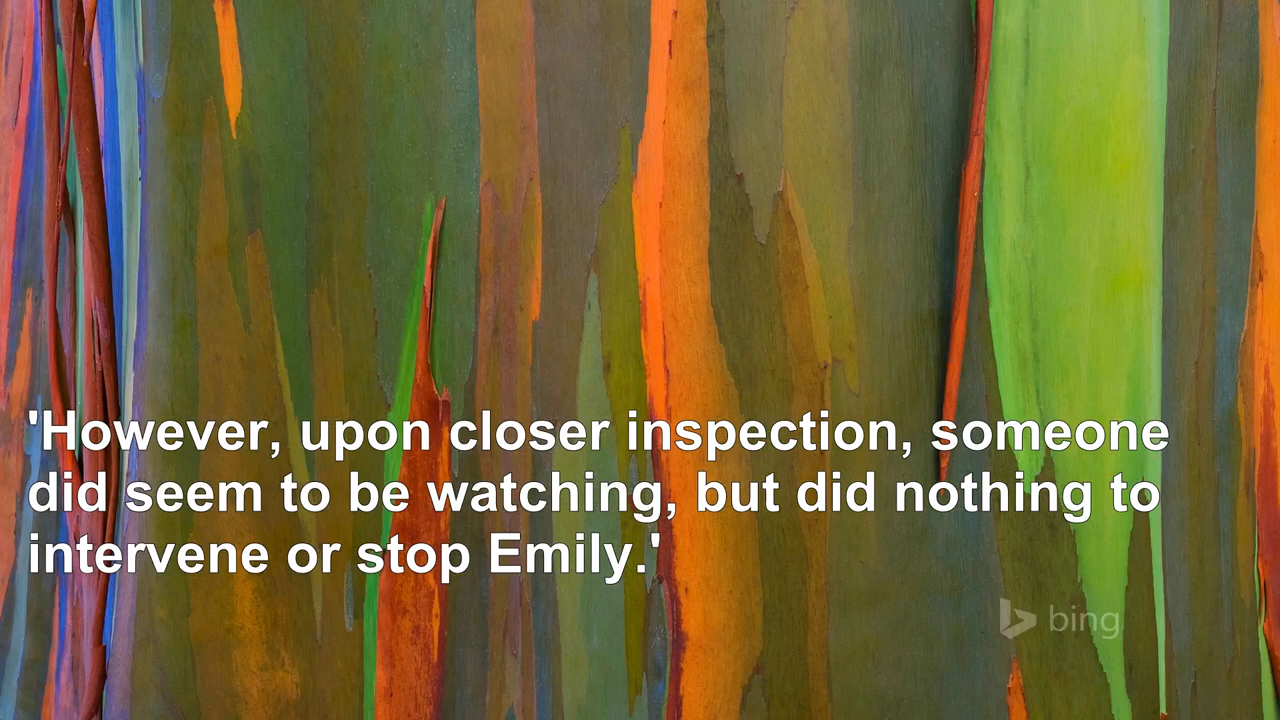 'However, upon closer inspection, someone
did seem to be watching, but did nothing to
intervene or stop Emily.'
bing